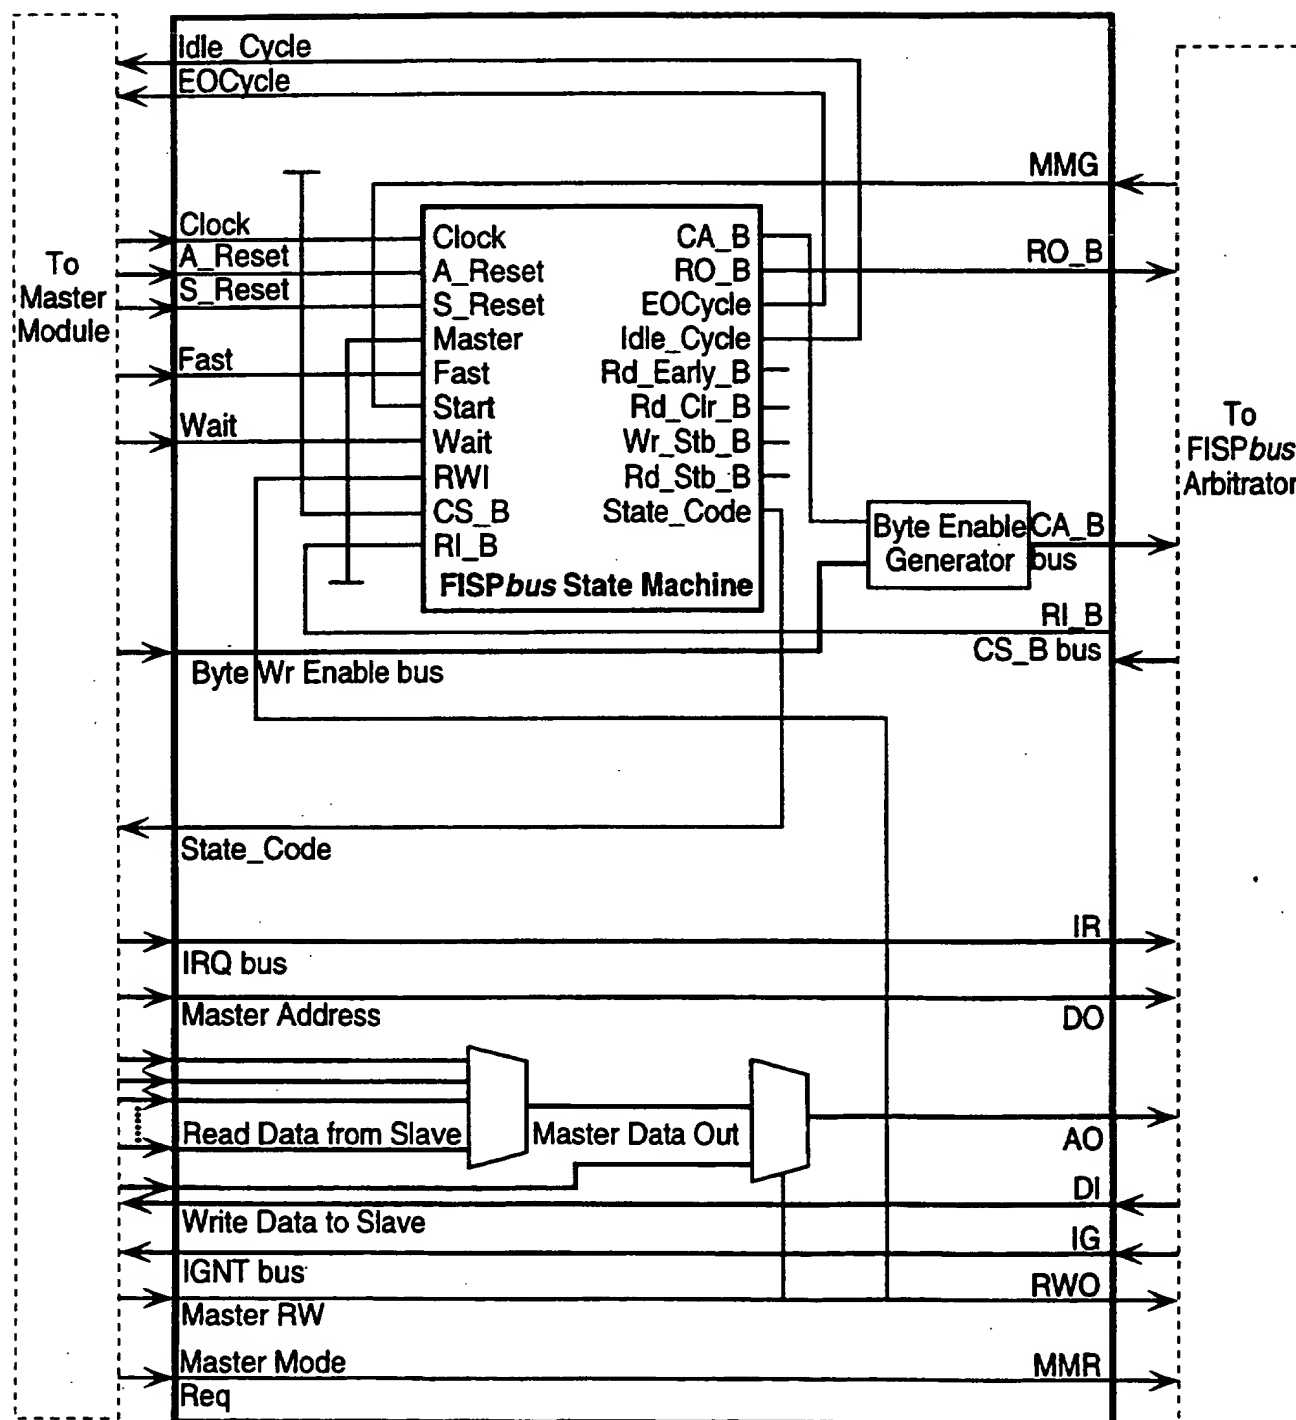 Idle_Cycle
EOCycle
MMG
Clock
A_Reset
S_Reset
To
Master
Module
Fast
Wait
Clock
A_Reset
S_Reset
Master
Fast
Start
Wait
RWI
CS_B
RI_B
CA_B
RO_B
EOCycle
Idle_Cycle
Rd_Early_B
Rd_Clr_B
Wr_Stb_B
Rd_Stb_B
State_Code
FISPbus State Machine
RO_B
To
FISPbus
Arbitrator
Byte Enable
Generator
CA_B
bus
RI_B
CS_B bus
Byte Wr Enable bus
State_Code
IR
IRQ bus
Master Address
DO
Read Data from Slave
Master Data Out
AO
DI
Write Data to Slave
IG
IGNT bus
RWO
Master RW
Master Mode
Req
MMR